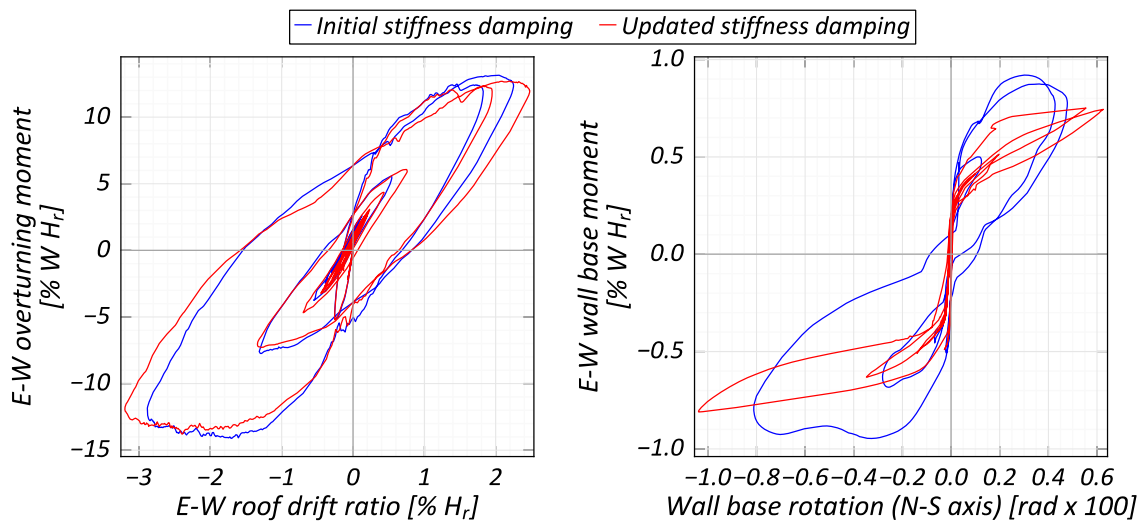 Initial stiffness damping Updated stiffness damping
E-W overturning moment
[% W Hr]
10
5
0
−5
−10
−15
−3 −2 −1 0 1 2
E-W roof drift ratio [% Hr]
E-W wall base moment
[% W Hr]
1.0
0.5
0.0
−0.5
−1.0
−1.0 −0.8 −0.6 −0.4 −0.2 0.0 0.2 0.4 0.6
Wall base rotation (N-S axis) [rad x 100]